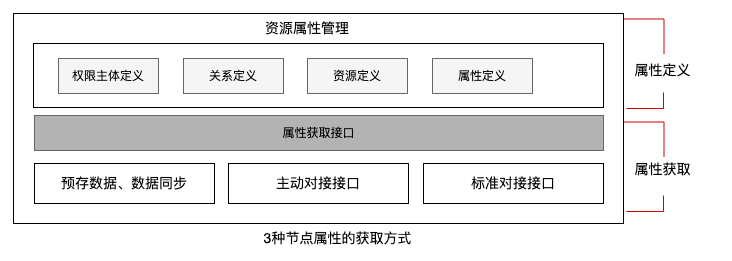 资源属性管理
权限主体定义
关系定义
资源定义
属性定义
属性定义
属性获取接口
预存数据、数据同步
主动对接接口
标准对接接口
属性获取
3种节点属性的获取方式